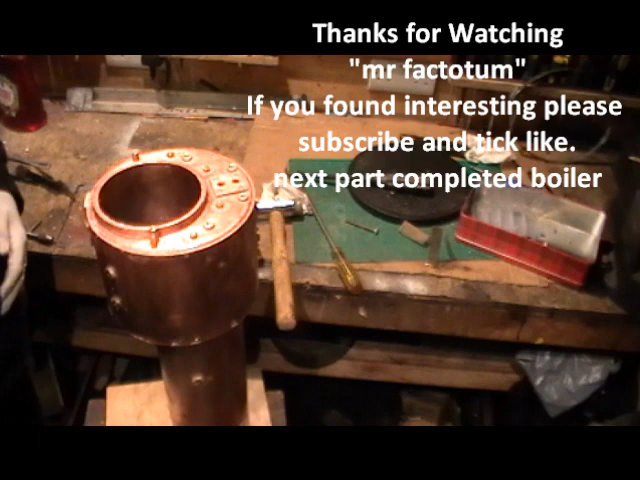 Thanks for Watching
"mr factotum"
If you found interesting please
subscribe and tick like.
next part completed boiler